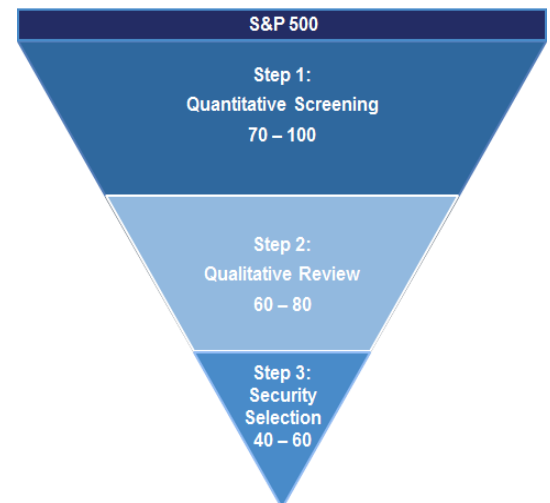 S&P 500
Step 1:
Quantitative Screening
70 – 100
Step 2:
Qualitative Review
60 – 80
Step 3:
Security
Selection
40 – 60